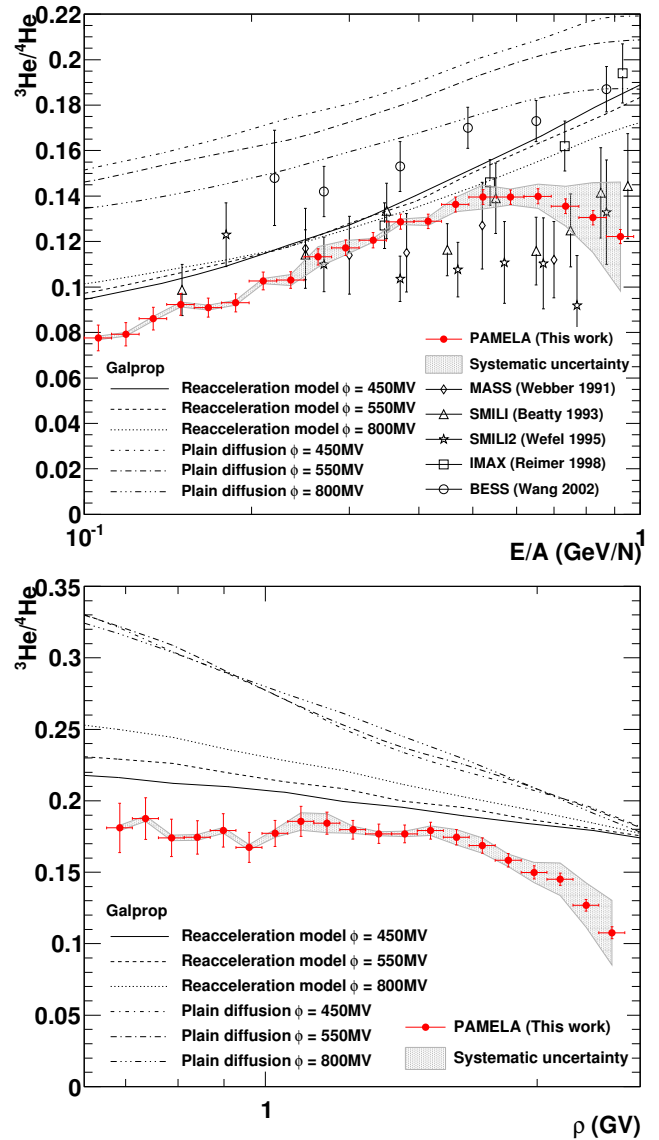 ³He/⁴He
0.22
0.2
0.18
0.16
0.14
0.12
0.1
0.08
0.06
0.04
0.02
0
Galprop
Reacceleration model ϕ = 450MV
Reacceleration model ϕ = 550MV
Reacceleration model ϕ = 800MV
Plain diffusion ϕ = 450MV
Plain diffusion ϕ = 550MV
Plain diffusion ϕ = 800MV
PAMELA (This work)
Systematic uncertainty
MASS (Webber 1991)
SMILI (Beatty 1993)
SMILI2 (Wefel 1995)
IMAX (Reimer 1998)
BESS (Wang 2002)
10⁻¹ 1
E/A (GeV/N)
³He/⁴He
0.35
0.3
0.25
0.2
0.15
0.1
0.05
0
Galprop
Reacceleration model ϕ = 450MV
Reacceleration model ϕ = 550MV
Reacceleration model ϕ = 800MV
Plain diffusion ϕ = 450MV
Plain diffusion ϕ = 550MV
Plain diffusion ϕ = 800MV
PAMELA (This work)
Systematic uncertainty
1
ρ (GV)